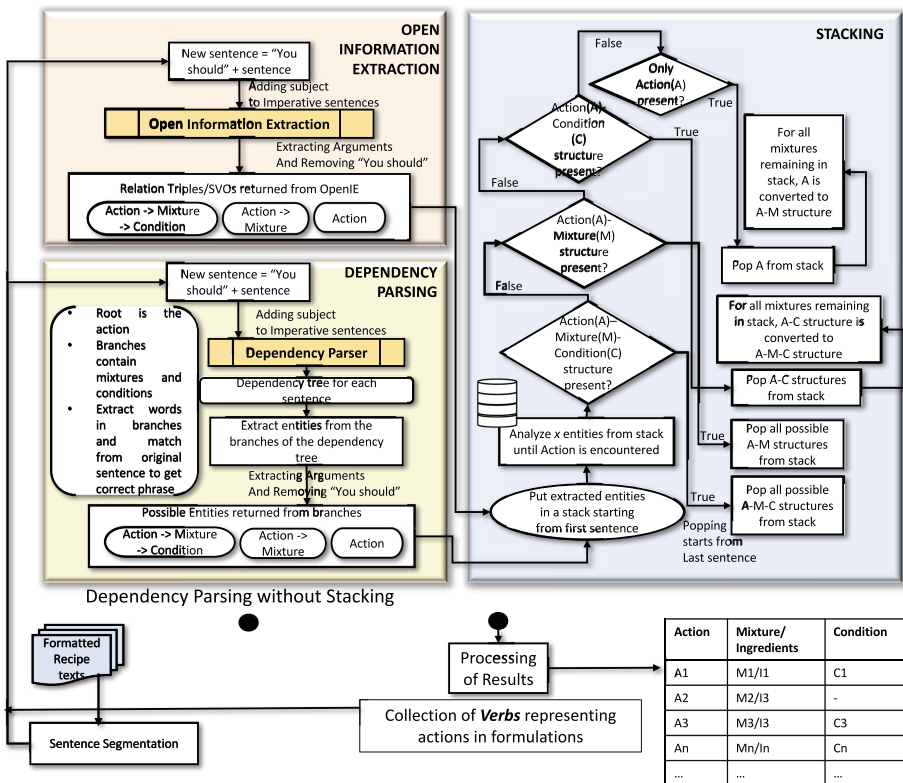 OPEN
INFORMATION
EXTRACTION
New sentence = “You
should” + sentence
Adding subject
to Imperative sentences
Open Information Extraction
Extracting Arguments
And Removing “You should”
Relation Triples/SVOs returned from OpenIE
Action -> Mixture
-> Condition
Action ->
Mixture
Action
DEPENDENCY
PARSING
New sentence = “You
should” + sentence
Adding subject
to Imperative sentences
• Root is the
action
• Branches
contain
mixtures and
conditions
• Extract words
in branches
and match
from original
sentence to get
correct phrase
Dependency Parser
Dependency tree for each
sentence
Extract entities from the
branches of the dependency
tree
Extracting Arguments
And Removing “You should”
Possible Entities returned from branches
Action -> Mixture
-> Condition
Action ->
Mixture
Action
Dependency Parsing without Stacking
STACKING
False
Only
Action(A)
present?
True
Action(A)-
Condition
(C)
structure
present?
True
False
For all
mixtures
remaining in
stack, A is
converted to
A-M structure
Pop A from stack
Action(A)-
Mixture(M)
structure
present?
False
For all mixtures remaining
in stack, A-C structure is
converted to
A-M-C structure
Action(A)–
Mixture(M)-
Condition(C)
structure
present?
Pop A-C structures
from stack
Analyze x entities from stack
until Action is encountered
True
Pop all possible
A-M structures
from stack
Put extracted entities
in a stack starting
from first sentence
True
Pop all possible
A-M-C structures
from stack
Popping
starts from
Last sentence
Formatted
Recipe
texts
Sentence Segmentation
Processing
of Results
Collection of Verbs representing
actions in formulations
Action Mixture/ Condition
Ingredients
A1 M1/I1 C1
A2 M2/I3 -
A3 M3/I3 C3
An Mn/In Cn
... ... ...